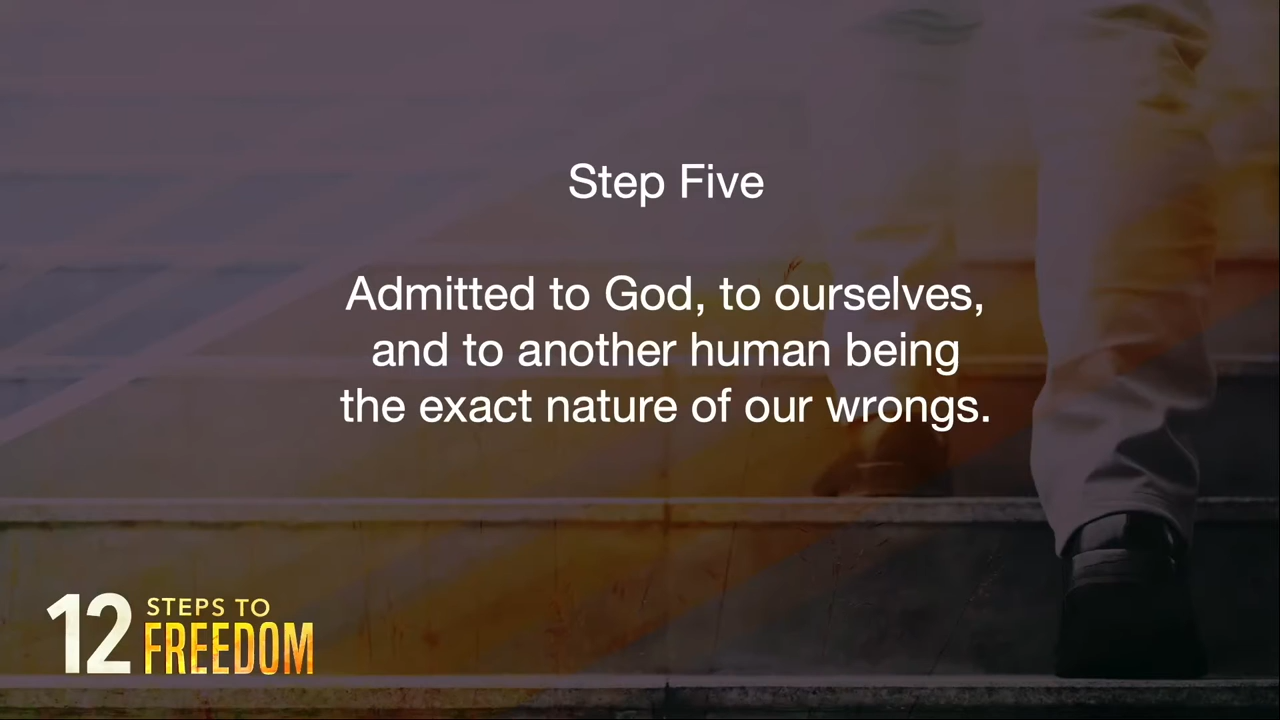 Step Five
Admitted to God, to ourselves,
and to another human being
the exact nature of our wrongs.
12 STEPS TO
FREEDOM